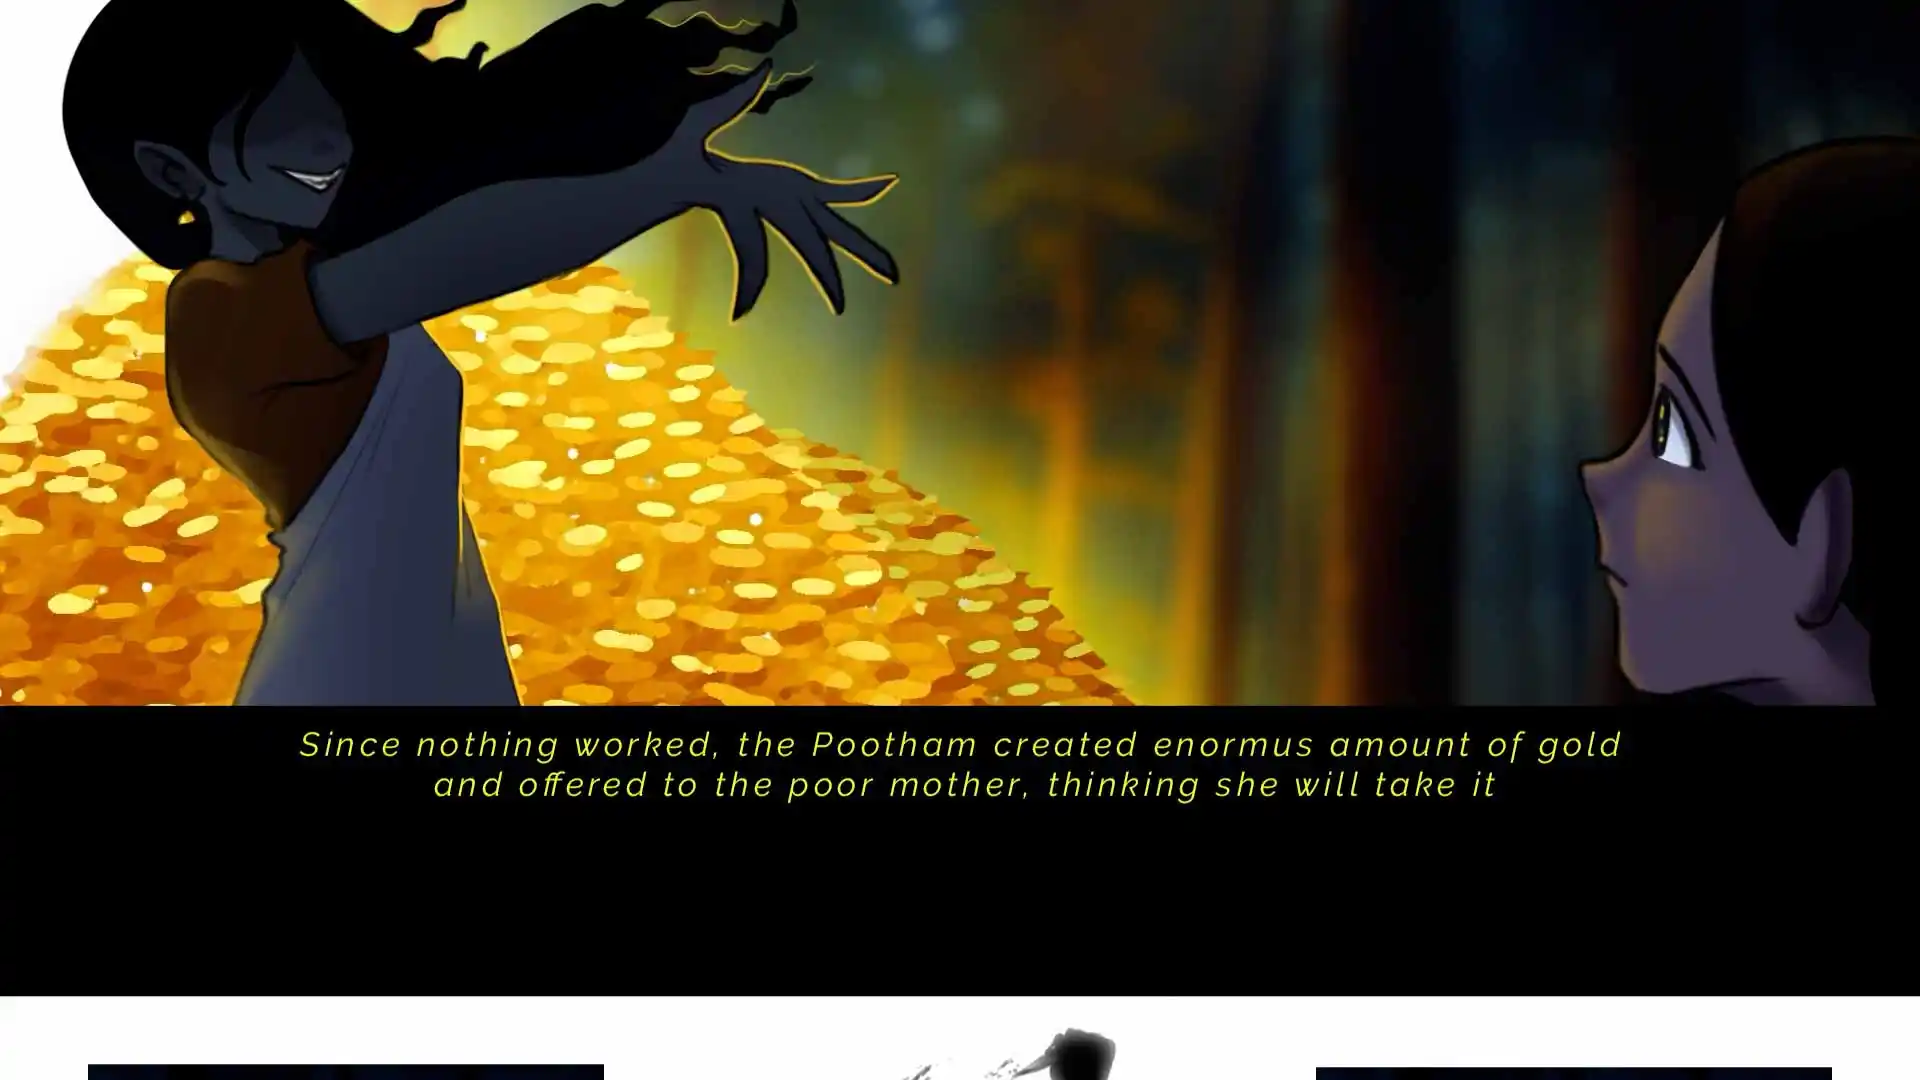 Since nothing worked, the Pootham created enormus amount of gold
and offered to the poor mother, thinking she will take it